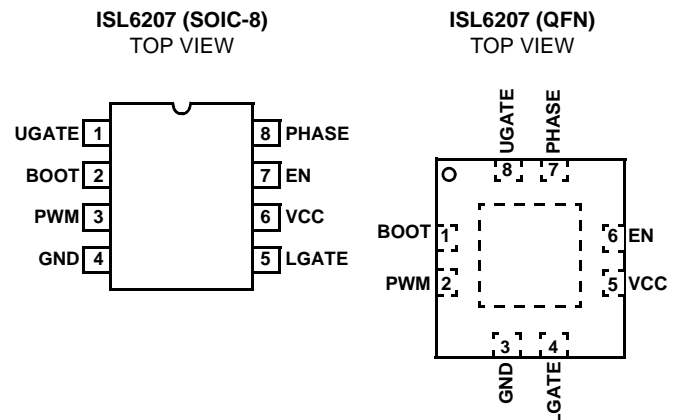 ISL6207 (SOIC-8)
TOP VIEW
UGATE 1
BOOT 2
PWM 3
GND 4
8 PHASE
7 EN
6 VCC
5 LGATE
ISL6207 (QFN)
TOP VIEW
UGATE
PHASE
8
7
BOOT 1
PWM 2
6 EN
5 VCC
3
4
GND